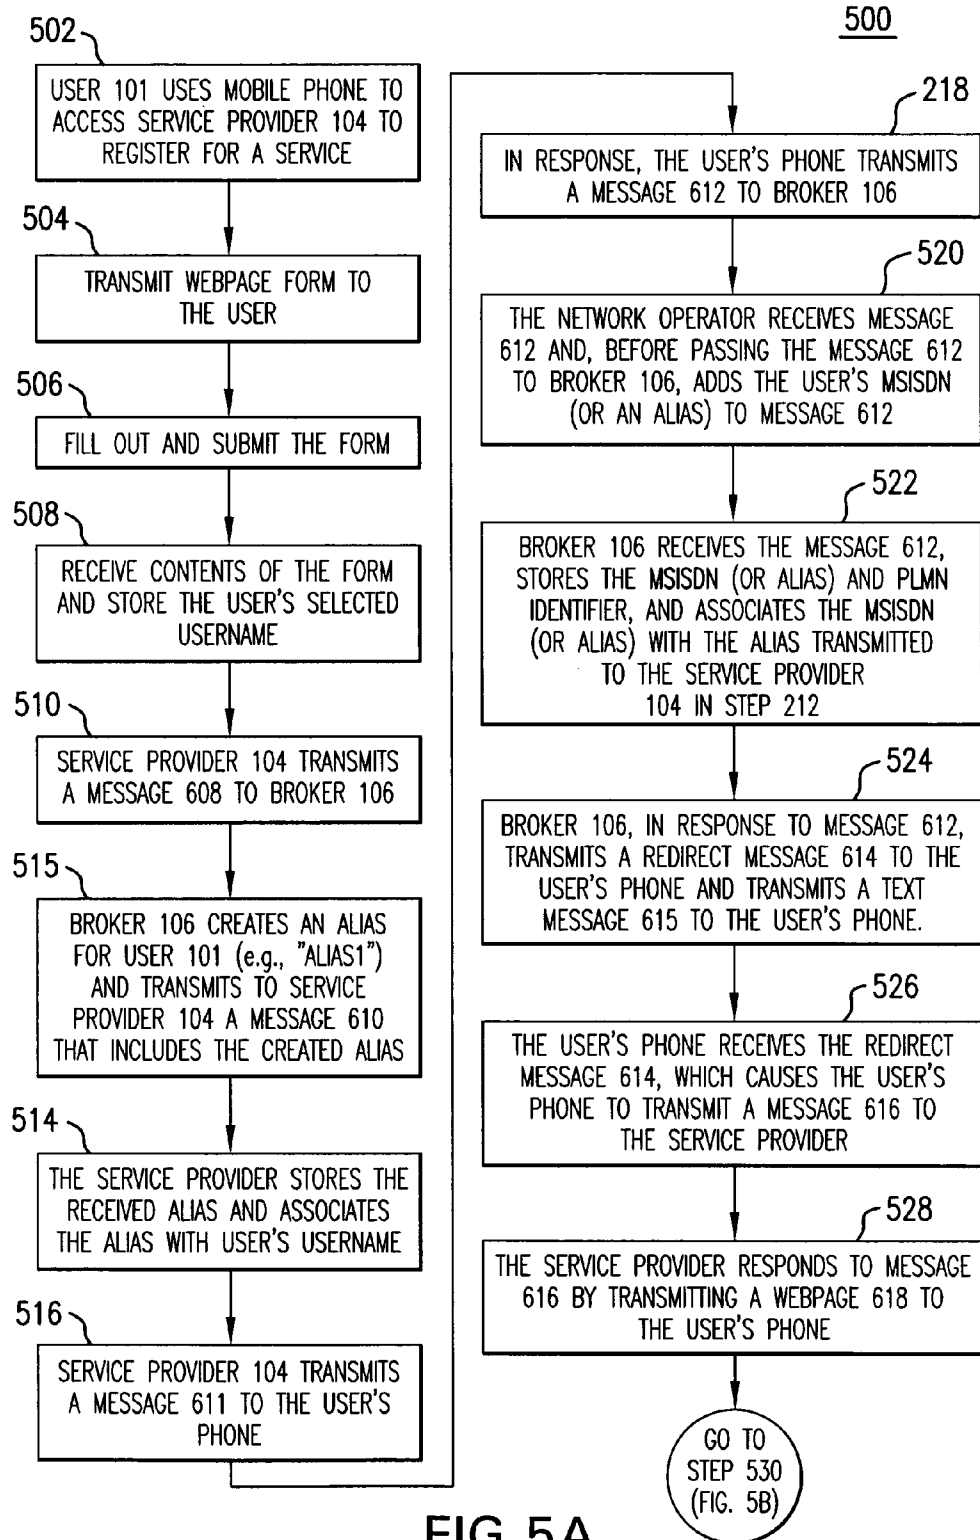 500
502
USER 101 USES MOBILE PHONE TO
ACCESS SERVICE PROVIDER 104 TO
REGISTER FOR A SERVICE
504
TRANSMIT WEBPAGE FORM TO
THE USER
506
FILL OUT AND SUBMIT THE FORM
508
RECEIVE CONTENTS OF THE FORM
AND STORE THE USER'S SELECTED
USERNAME
510
SERVICE PROVIDER 104 TRANSMITS
A MESSAGE 608 TO BROKER 106
515
BROKER 106 CREATES AN ALIAS
FOR USER 101 (e.g., "ALIAS1")
AND TRANSMITS TO SERVICE
PROVIDER 104 A MESSAGE 610
THAT INCLUDES THE CREATED ALIAS
514
THE SERVICE PROVIDER STORES THE
RECEIVED ALIAS AND ASSOCIATES
THE ALIAS WITH USER'S USERNAME
516
SERVICE PROVIDER 104 TRANSMITS
A MESSAGE 611 TO THE USER'S
PHONE
218
IN RESPONSE, THE USER'S PHONE TRANSMITS
A MESSAGE 612 TO BROKER 106
520
THE NETWORK OPERATOR RECEIVES MESSAGE
612 AND, BEFORE PASSING THE MESSAGE 612
TO BROKER 106, ADDS THE USER'S MSISDN
(OR AN ALIAS) TO MESSAGE 612
522
BROKER 106 RECEIVES THE MESSAGE 612,
STORES THE MSISDN (OR ALIAS) AND PLMN
IDENTIFIER, AND ASSOCIATES THE MSISDN
(OR ALIAS) WITH THE ALIAS TRANSMITTED
TO THE SERVICE PROVIDER
104 IN STEP 212
524
BROKER 106, IN RESPONSE TO MESSAGE 612,
TRANSMITS A REDIRECT MESSAGE 614 TO THE
USER'S PHONE AND TRANSMITS A TEXT
MESSAGE 615 TO THE USER'S PHONE.
526
THE USER'S PHONE RECEIVES THE REDIRECT
MESSAGE 614, WHICH CAUSES THE USER'S
PHONE TO TRANSMIT A MESSAGE 616 TO
THE SERVICE PROVIDER
528
THE SERVICE PROVIDER RESPONDS TO MESSAGE
616 BY TRANSMITTING A WEBPAGE 618 TO
THE USER'S PHONE
GO TO
STEP 530
(FIG. 5B)
FIG. 5A